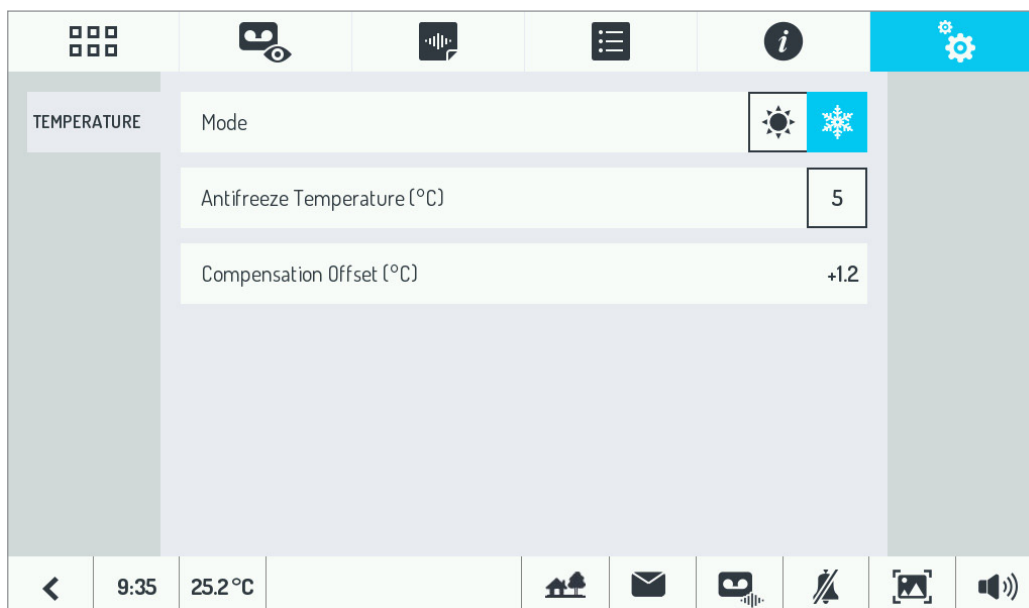 TEMPERATURE
Mode
Antifreeze Temperature (°C)
5
Compensation Offset (°C)
+1.2
9:35
25.2 °C